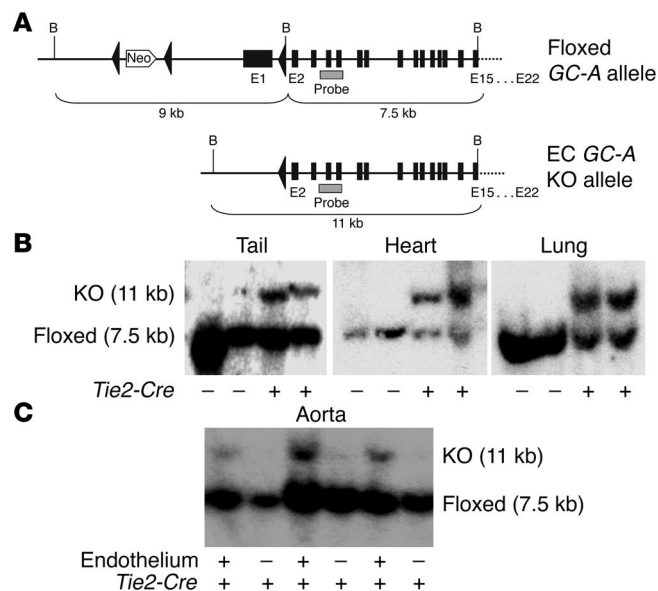 A
B B B
Neo
E1 E2 E15...E22
Probe
9 kb 7.5 kb
Floxed
GC-A allele
B B
E2 E15...E22
Probe
11 kb
EC GC-A
KO allele
B
Tail Heart Lung
KO (11 kb)
Floxed (7.5 kb)
Tie2-Cre − − + + − − + + − − + +
C
Aorta
KO (11 kb)
Floxed (7.5 kb)
Endothelium + − + − + −
Tie2-Cre + + + + + +